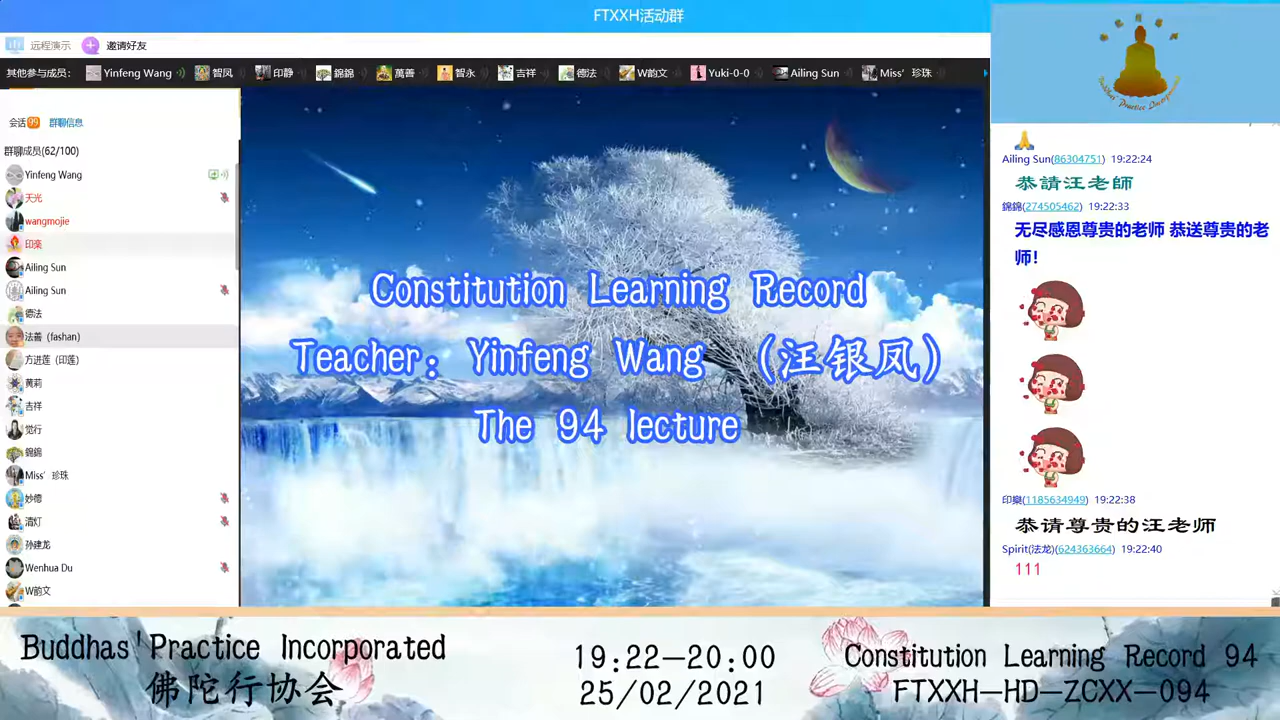 FTXXH活动群
远程演示
邀请好友
其他参与成员：
Yinfeng Wang
智凤
印静
錦錦
萬善
智永
吉祥
德法
W韵文
Yuki-0-0
Ailing Sun
Miss’ 珍珠
会话 99 群聊信息
群聊成员(62/100)
Yinfeng Wang
天光
wangmojie
印棠
Ailing Sun
Ailing Sun
德法
法善 (fashan)
方进莲 (印莲)
黄莉
吉祥
觉行
錦錦
Miss’ 珍珠
妙德
清灯
孙建龙
Wenhua Du
W韵文
Constitution Learning Record
Teacher: Yinfeng Wang （汪银凤）
The 94 lecture
Buddhas' Practice Incorporated
Ailing Sun(86304751) 19:22:24
恭請汪老師
錦錦(274505462) 19:22:33
无尽感恩尊贵的老师 恭送尊贵的老
师!
印樂(1185634949) 19:22:38
恭请尊贵的汪老师
Spirit(法龙)(624363664) 19:22:40
111
Buddhas'Practice Incorporated
佛陀行协会
19:22—20:00
25/02/2021
Constitution Learning Record 94
FTXXH—HD—ZCXX—094